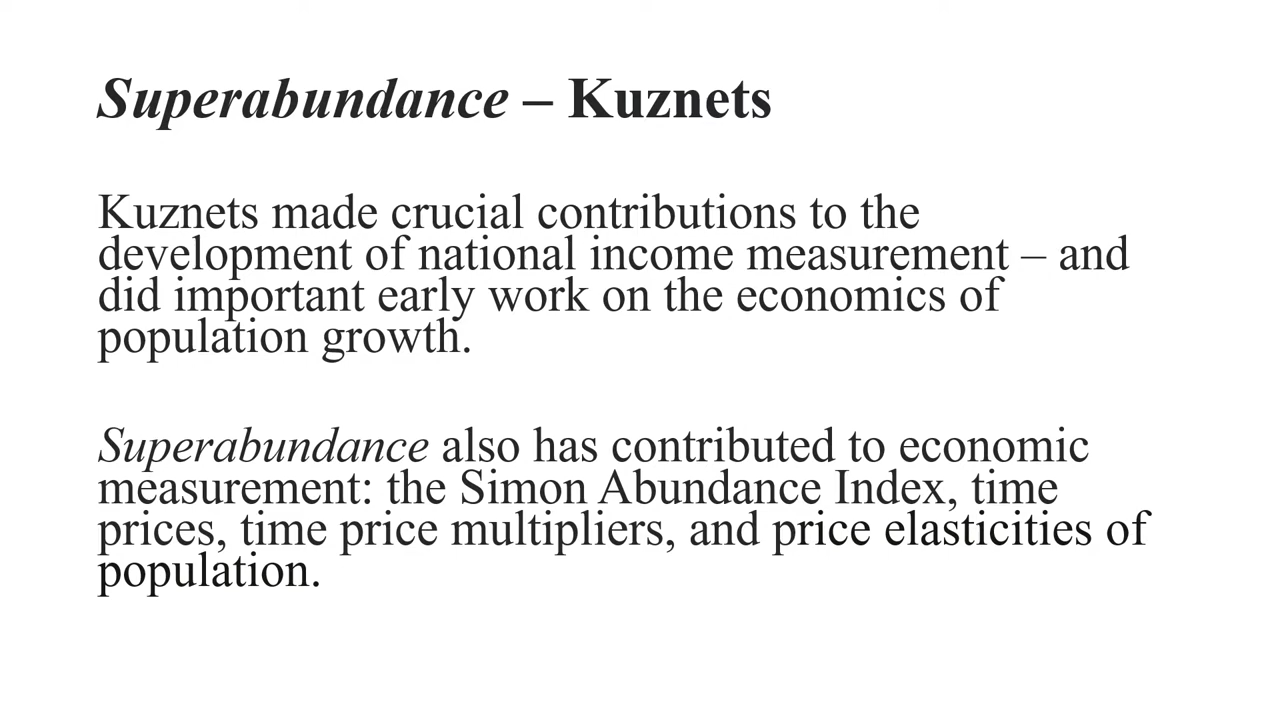 Superabundance – Kuznets
Kuznets made crucial contributions to the
development of national income measurement – and
did important early work on the economics of
population growth.
Superabundance also has contributed to economic
measurement: the Simon Abundance Index, time
prices, time price multipliers, and price elasticities of
population.